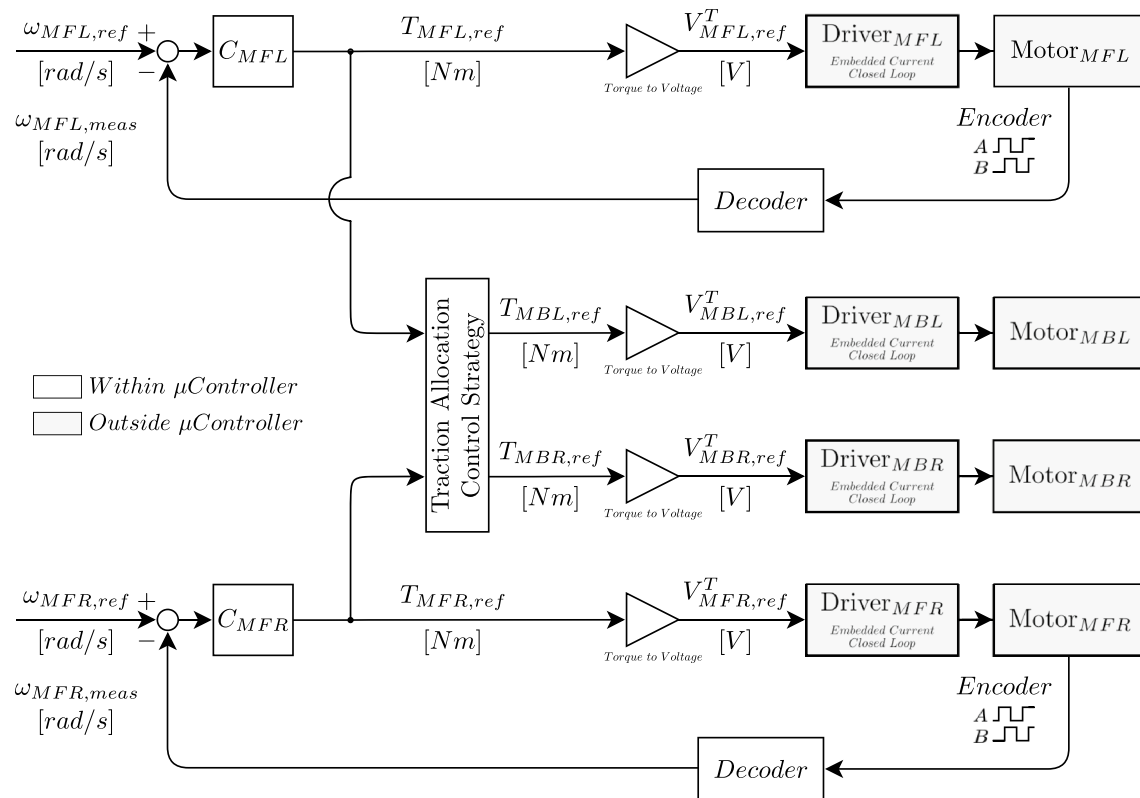 ω_{MFL,ref} + C_{MFL} T_{MFL,ref} V^T_{MFL,ref} Driver_{MFL} Motor_{MFL}
[rad/s] − [Nm] Torque to Voltage [V] Embedded Current
Closed Loop
ω_{MFL,meas}
[rad/s]
Encoder
A
B
Decoder
Traction Allocation
Control Strategy
T_{MBL,ref} V^T_{MBL,ref} Driver_{MBL} Motor_{MBL}
[Nm] Torque to Voltage [V] Embedded Current
Closed Loop
Within μController
Outside μController
T_{MBR,ref} V^T_{MBR,ref} Driver_{MBR} Motor_{MBR}
[Nm] Torque to Voltage [V] Embedded Current
Closed Loop
ω_{MFR,ref} + C_{MFR} T_{MFR,ref} V^T_{MFR,ref} Driver_{MFR} Motor_{MFR}
[rad/s] − [Nm] Torque to Voltage [V] Embedded Current
Closed Loop
ω_{MFR,meas}
[rad/s]
Encoder
A
B
Decoder